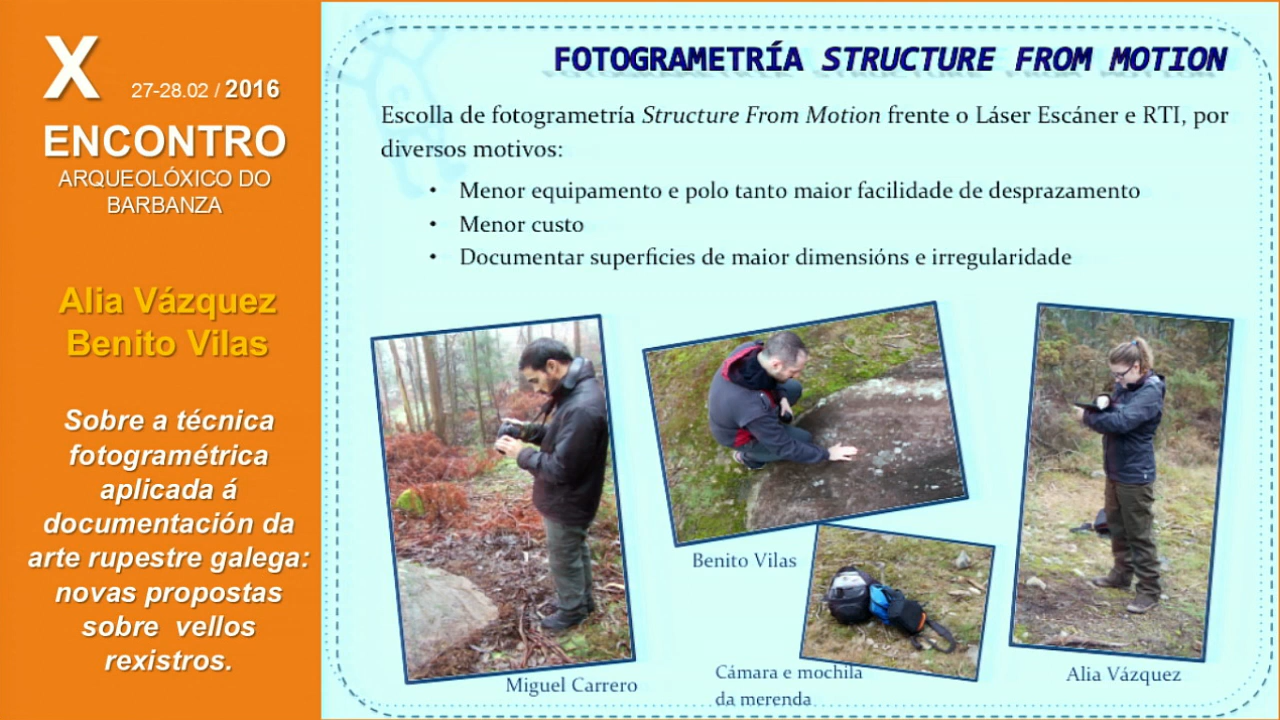 X
27-28.02 / 2016
ENCONTRO
ARQUEOLÓXICO DO
BARBANZA
Alia Vázquez
Benito Vilas
Sobre a técnica
fotogramétrica
aplicada á
documentación da
arte rupestre galega:
novas propostas
sobre vellos
rexistros.
FOTOGRAMETRÍA STRUCTURE FROM MOTION
Escolla de fotogrametría Structure From Motion frente o Láser Escáner e RTI, por
diversos motivos:
• Menor equipamento e polo tanto maior facilidade de desprazamento
• Menor custo
• Documentar superficies de maior dimensións e irregularidade
Benito Vilas
Miguel Carrero
Cámara e mochila
da merenda
Alia Vázquez